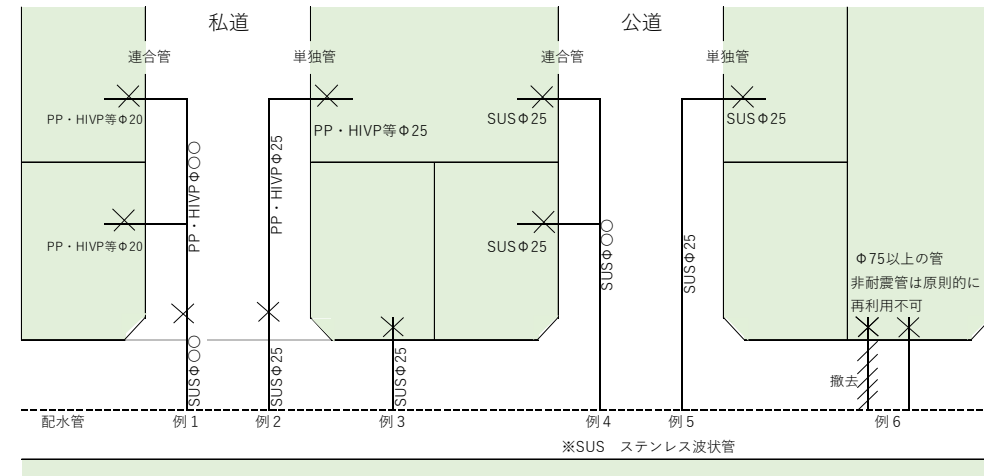 私道
公道
連合管
単独管
連合管
単独管
PP・HIVP等Φ20
PP・HIVP等Φ25
SUSΦ25
SUSΦ25
PP・HIVPΦ〇〇
PP・HIVPΦ25
PP・HIVP等Φ20
SUSΦ25
SUSΦ〇〇
SUSΦ25
Φ75以上の管
非耐震管は原則的に
再利用不可
SUSΦ〇〇
SUSΦ25
SUSΦ25
撤去
配水管
例1
例2
例3
例4
例5
例6
※SUS　ステンレス波状管